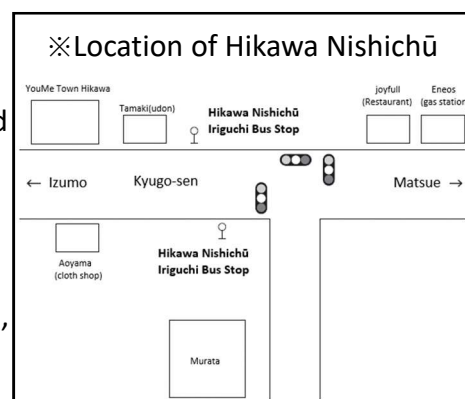 ※Location of Hikawa Nishichū
YouMe Town Hikawa
Tamaki(udon)
Hikawa Nishichū
Iriguchi Bus Stop
joyfull
(Restaurant)
Eneos
(gas station
← Izumo
Kyugo-sen
Matsue →
Aoyama
(cloth shop)
Hikawa Nishichū
Iriguchi Bus Stop
Murata
d
,